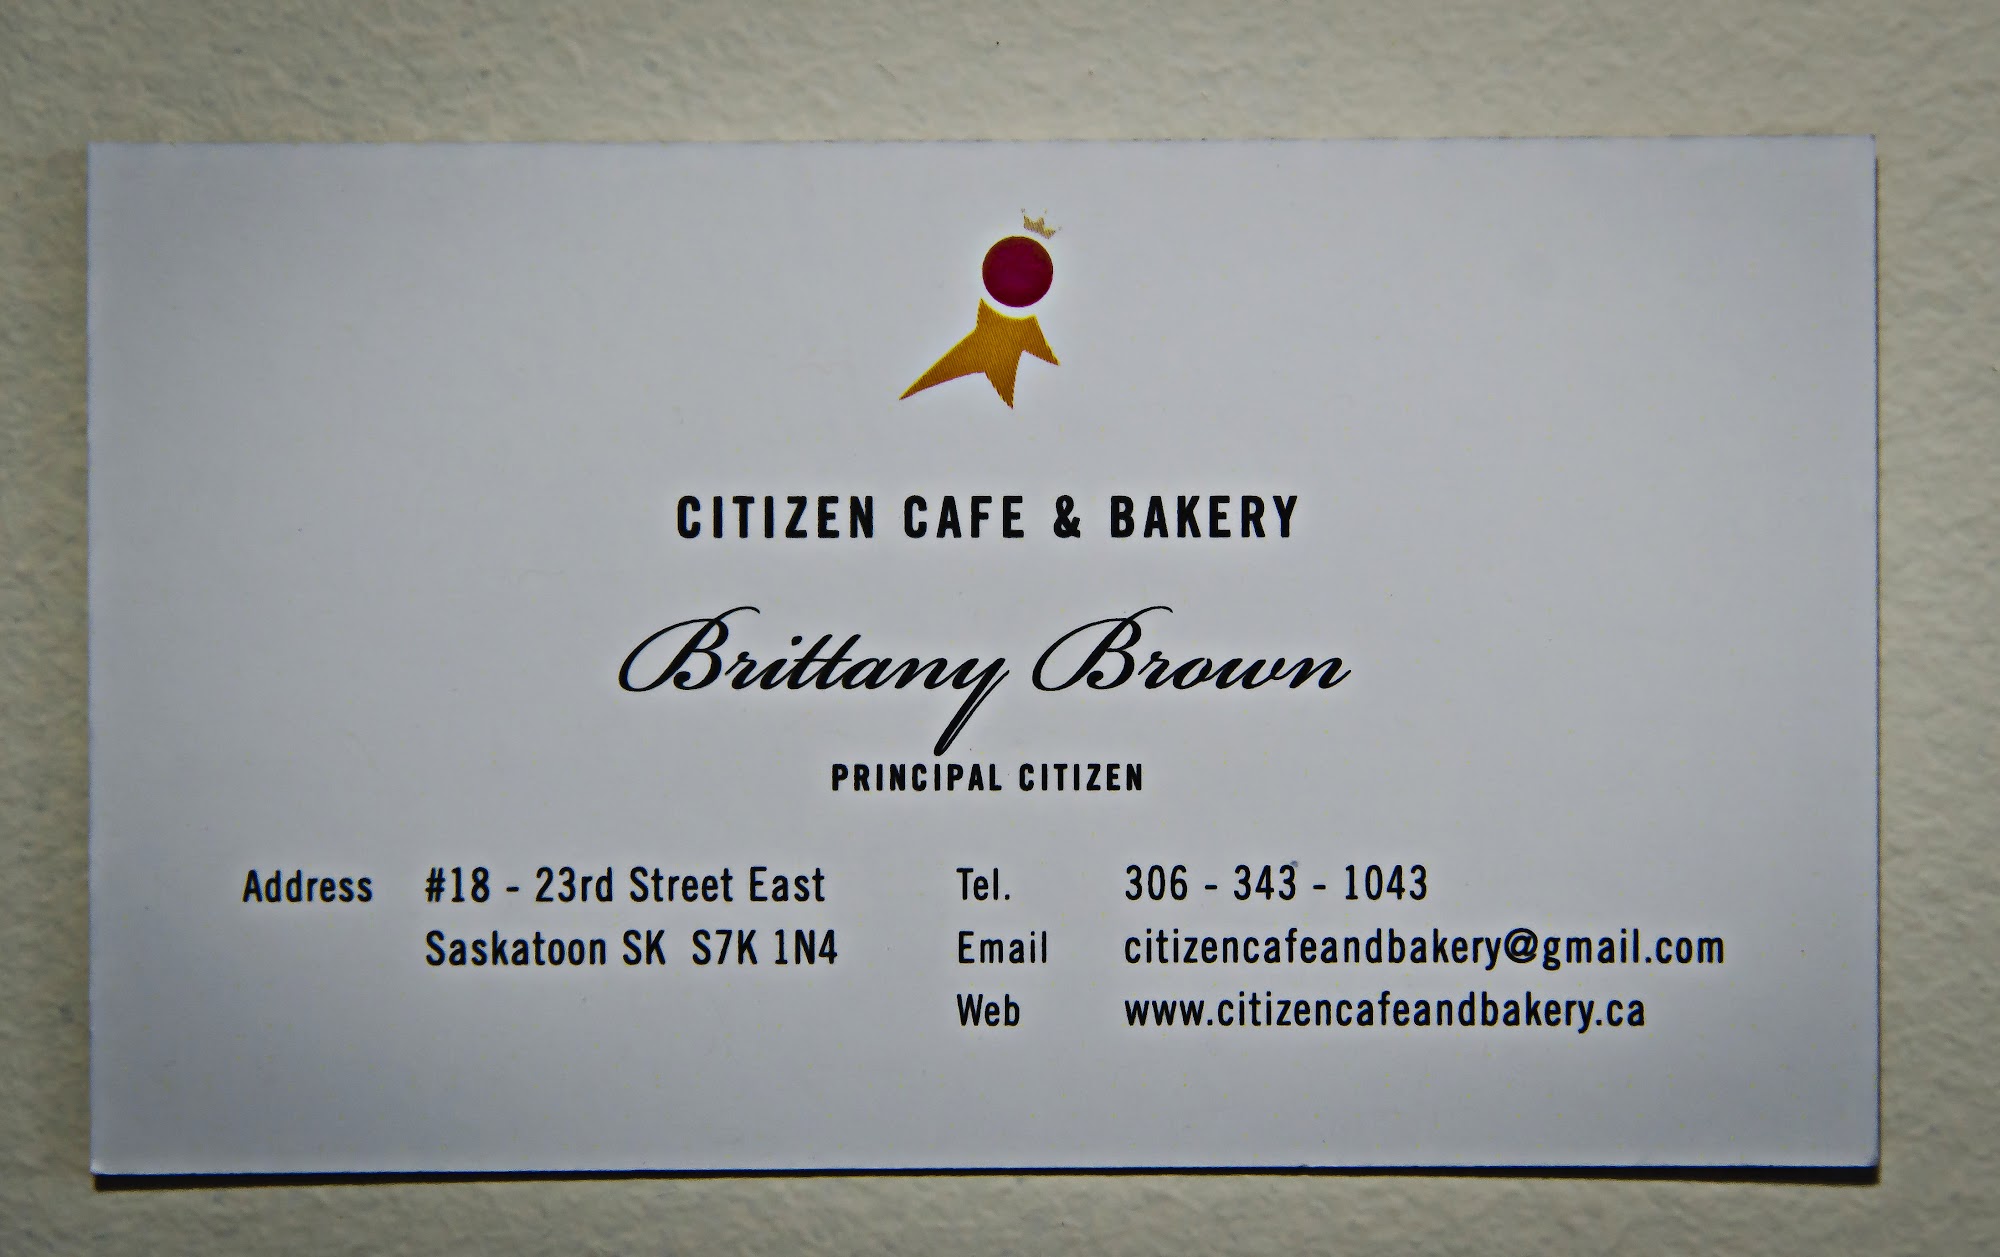 CITIZEN CAFE & BAKERY
Brittany Brown
PRINCIPAL CITIZEN
Address #18 - 23rd Street East
Saskatoon SK S7K 1N4
Tel. 306 - 343 - 1043
Email citizencafeandbakery@gmail.com
Web www.citizencafeandbakery.ca